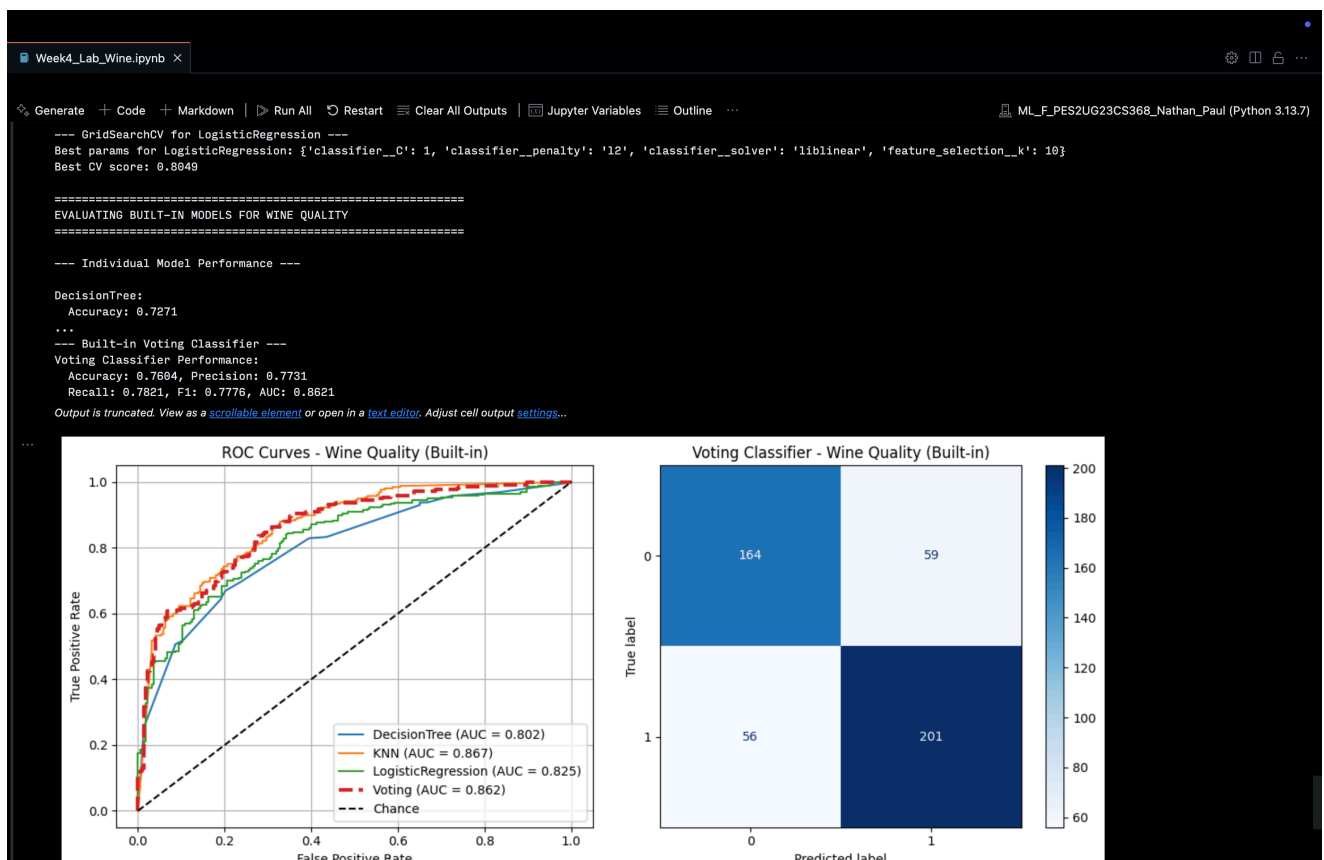 Week4_Lab_Wine.ipynb
Generate + Code + Markdown | Run All Restart Clear All Outputs | Jupyter Variables Outline ...
ML_F_PES2UG23CS368_Nathan_Paul (Python 3.13.7)
--- GridSearchCV for LogisticRegression ---
Best params for LogisticRegression: {'classifier__C': 1, 'classifier__penalty': 'l2', 'classifier__solver': 'liblinear', 'feature_selection__k': 10}
Best CV score: 0.8049
============================================================
EVALUATING BUILT-IN MODELS FOR WINE QUALITY
============================================================
--- Individual Model Performance ---
DecisionTree:
Accuracy: 0.7271
...
--- Built-in Voting Classifier ---
Voting Classifier Performance:
Accuracy: 0.7604, Precision: 0.7731
Recall: 0.7821, F1: 0.7776, AUC: 0.8621
Output is truncated. View as a scrollable element or open in a text editor. Adjust cell output settings...
...
ROC Curves - Wine Quality (Built-in)
1.0
0.8
0.6
0.4
0.2
0.0
True Positive Rate
DecisionTree (AUC = 0.802)
KNN (AUC = 0.867)
LogisticRegression (AUC = 0.825)
Voting (AUC = 0.862)
Chance
0.0 0.2 0.4 0.6 0.8 1.0
False Positive Rate
Voting Classifier - Wine Quality (Built-in)
True label
0
164 59
1
56 201
0 1
Predicted label
200
180
160
140
120
100
80
60